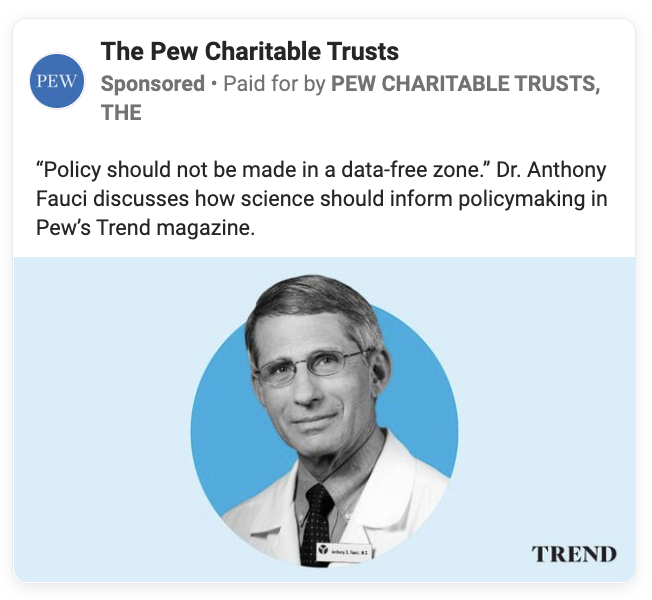 PEW
The Pew Charitable Trusts
Sponsored • Paid for by PEW CHARITABLE TRUSTS,
THE
“Policy should not be made in a data-free zone.” Dr. Anthony
Fauci discusses how science should inform policymaking in
Pew’s Trend magazine.
Anthony S. Fauci, M.D.
TREND